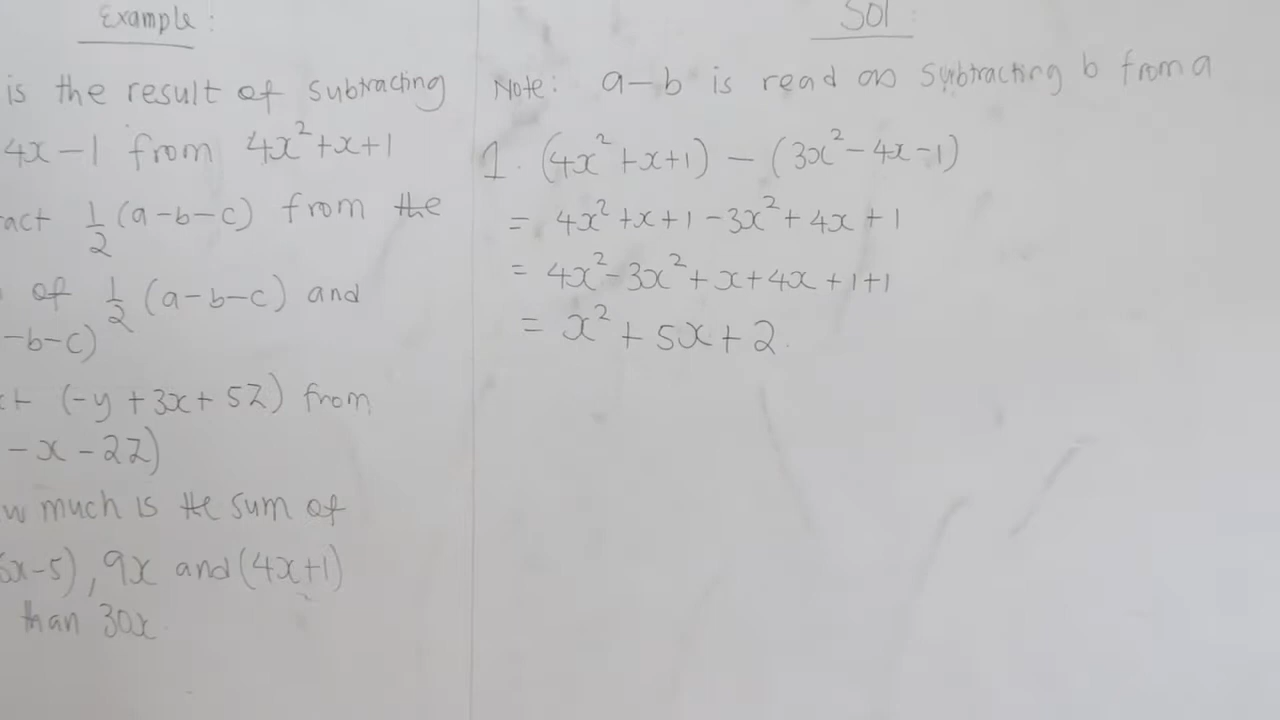 Example :
is the result of subtracting
4x - 1 from 4x² + x + 1
act 1/2 (a-b-c) from the
of 1/2 (a-b-c) and
-b-c)
(-y + 3x + 5z) from
- x - 2z)
w much is the sum of
x-5), 9x and (4x+1)
than 30x
Sol :
Note: a - b is read as subtracting b from a
1. (4x² + x + 1) - (3x² - 4x - 1)
= 4x² + x + 1 - 3x² + 4x + 1
= 4x² - 3x² + x + 4x + 1 + 1
= x² + 5x + 2.